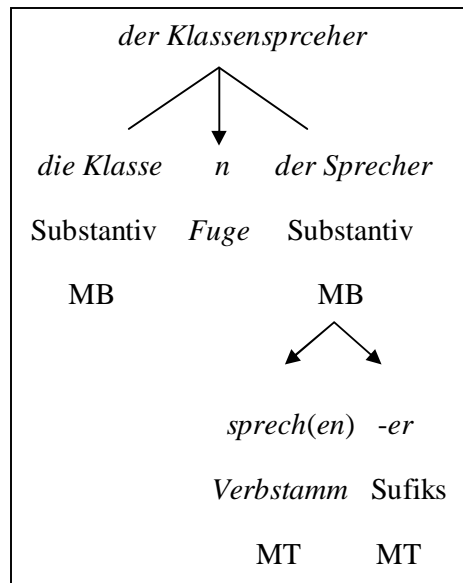 der Klassensprceher
die Klasse n der Sprecher
Substantiv Fuge Substantiv
MB MB
sprech(en) -er
Verbstamm Sufiks
MT MT